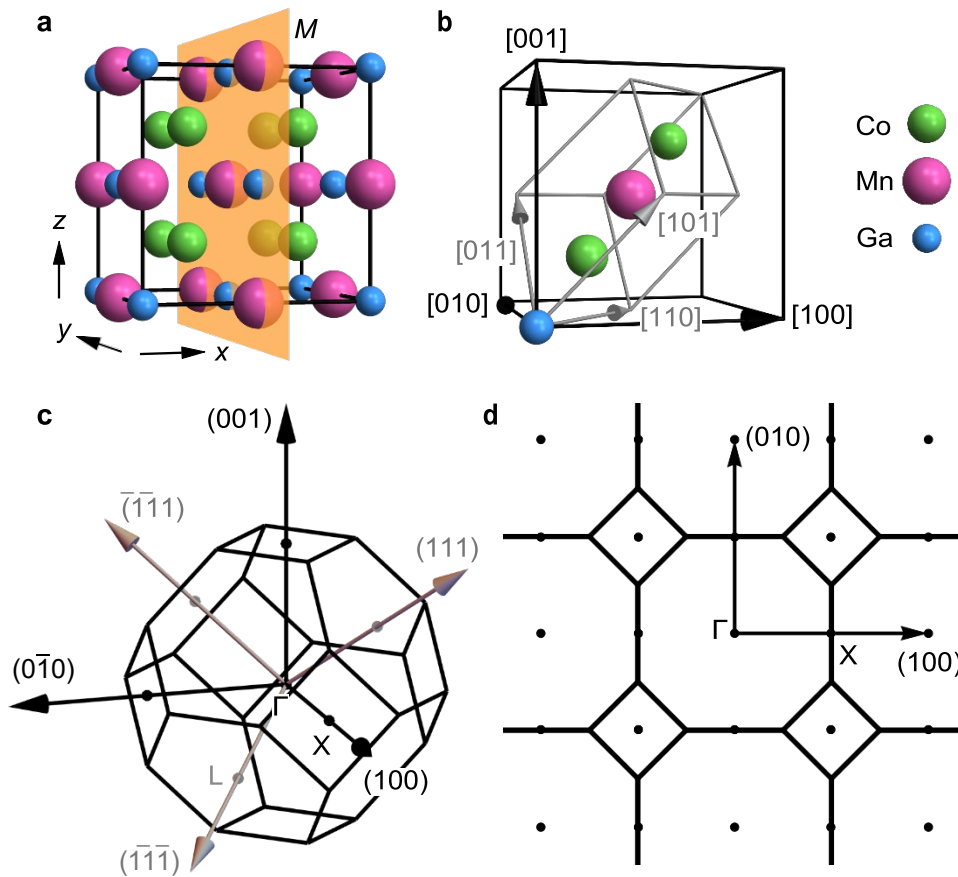 a
M
z
y
x
b
[001]
[011]
[101]
[010]
[110]
[100]
Co
Mn
Ga
c
(001)
(1̅1̅1)
(111)
(01̅0)
Γ
X
L
(100)
(1̅1̅1̅)
d
(010)
Γ
X
(100)